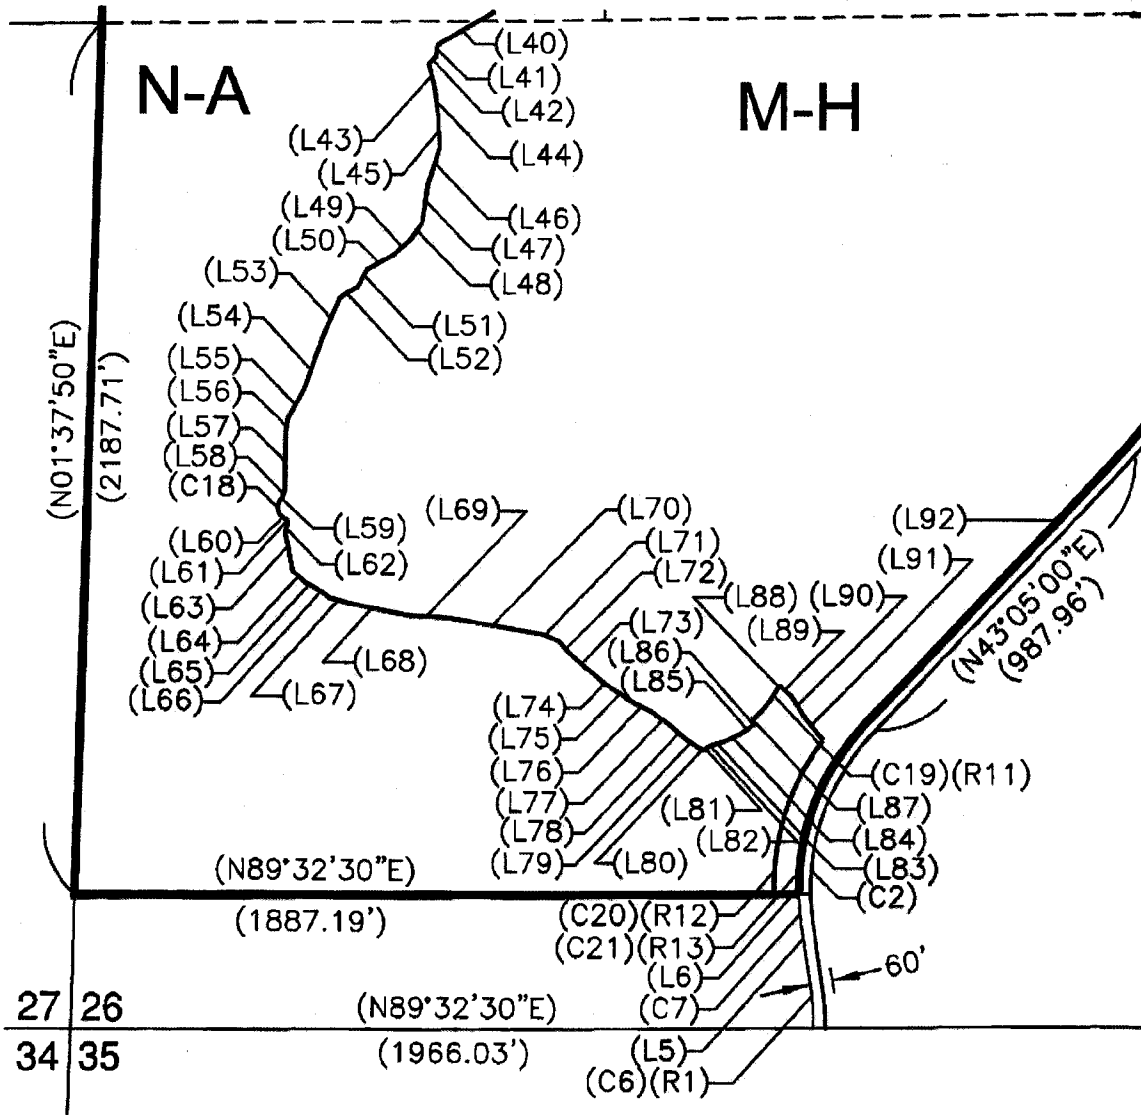 (L40)
(L41)
N-A
M-H
(L42)
(L43)
(L44)
(L45)
(L49)
(L46)
(L50)
(L47)
(L53)
(L48)
(L54)
(L51)
(L55)
(L52)
(N01°37'50"E)
(2187.71')
(L56)
(L57)
(L58)
(C18)
(L69)
(L70)
(L92)
(L59)
(L60)
(L71)
(L91)
(L62)
(L61)
(L72)
(L88)
(L90)
(L63)
(L73)
(L89)
(N43°05'00"E)
(987.96')
(L64)
(L86)
(L65)
(L68)
(L85)
(L66)
(L67)
(L74)
(L75)
(L76)
(C19)(R11)
(L77)
(L81)
(L87)
(L78)
(L82)
(L84)
(L79)
(L80)
(L83)
(N89°32'30"E)
(C2)
(1887.19')
(C20)(R12)
(C21)(R13)
(L6)
60'
27 26
(N89°32'30"E)
(C7)
34 35
(1966.03')
(L5)
(C6)(R1)